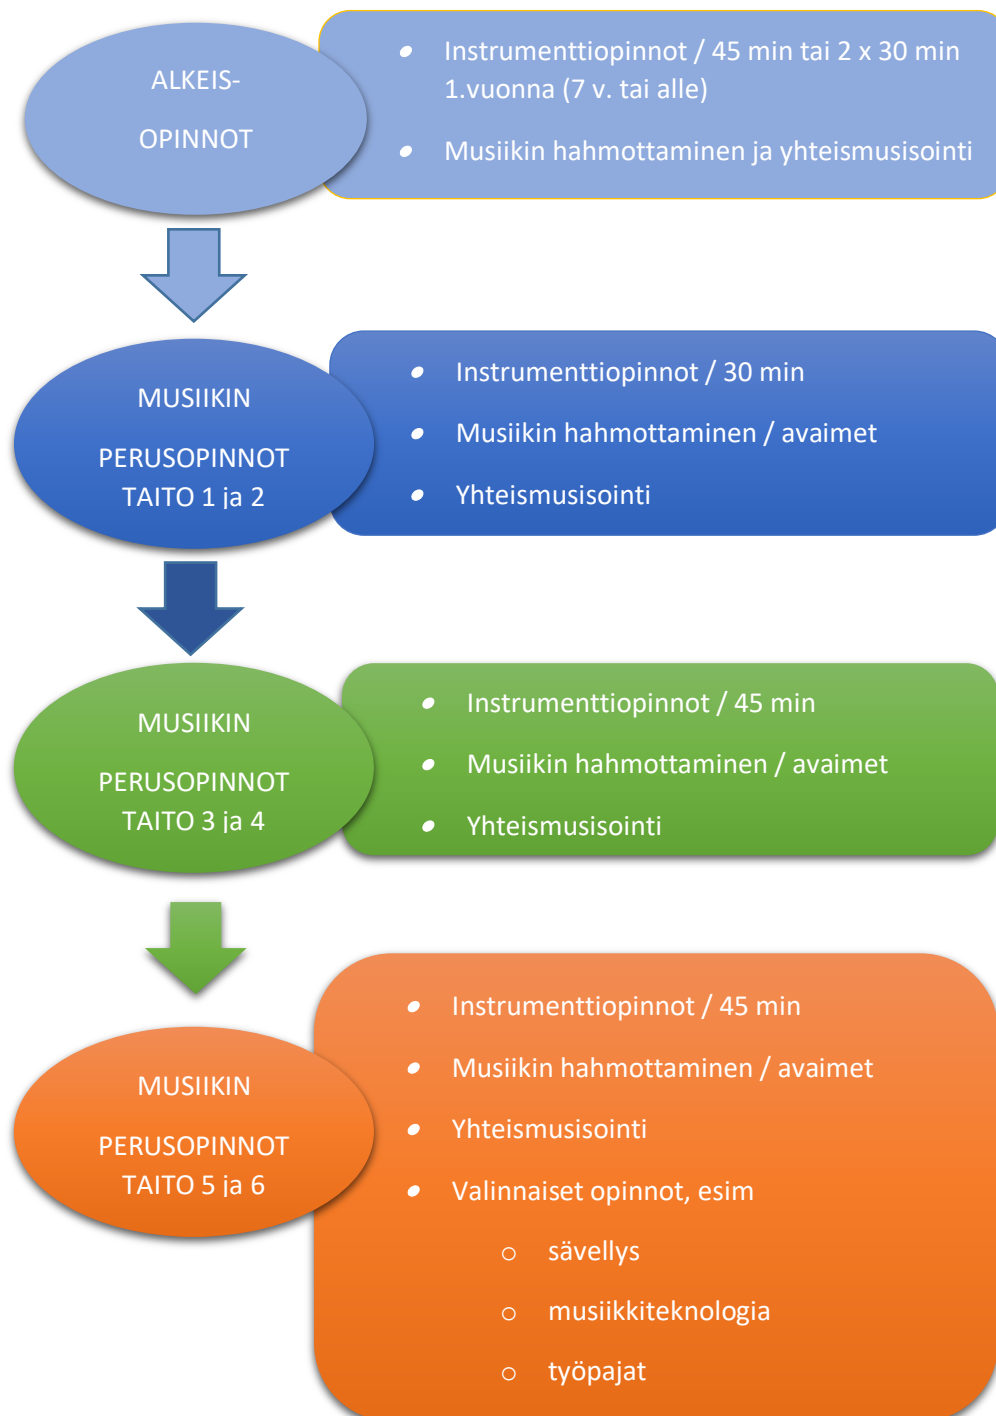 ALKEIS-
OPINNOT
• Instrumenttiopinnot / 45 min tai 2 x 30 min
1.vuonna (7 v. tai alle)
• Musiikin hahmottaminen ja yhteismusisointi
MUSIIKIN
PERUSOPINNOT
TAITO 1 ja 2
• Instrumenttiopinnot / 30 min
• Musiikin hahmottaminen / avaimet
• Yhteismusisointi
MUSIIKIN
PERUSOPINNOT
TAITO 3 ja 4
• Instrumenttiopinnot / 45 min
• Musiikin hahmottaminen / avaimet
• Yhteismusisointi
MUSIIKIN
PERUSOPINNOT
TAITO 5 ja 6
• Instrumenttiopinnot / 45 min
• Musiikin hahmottaminen / avaimet
• Yhteismusisointi
• Valinnaiset opinnot, esim
o sävellys
o musiikkiteknologia
o työpajat